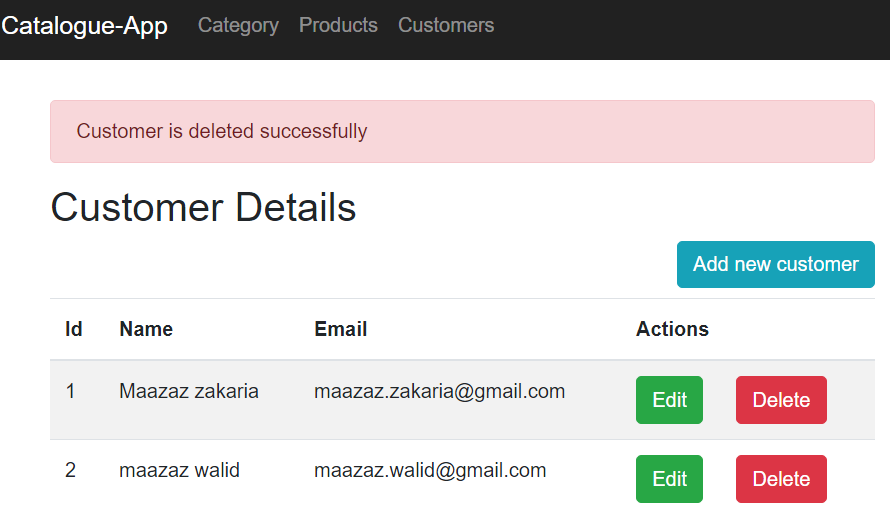 Catalogue-App Category Products Customers
Customer is deleted successfully
Customer Details
Add new customer
Id Name Email Actions
1 Maazaz zakaria maazaz.zakaria@gmail.com Edit Delete
2 maazaz walid maazaz.walid@gmail.com Edit Delete